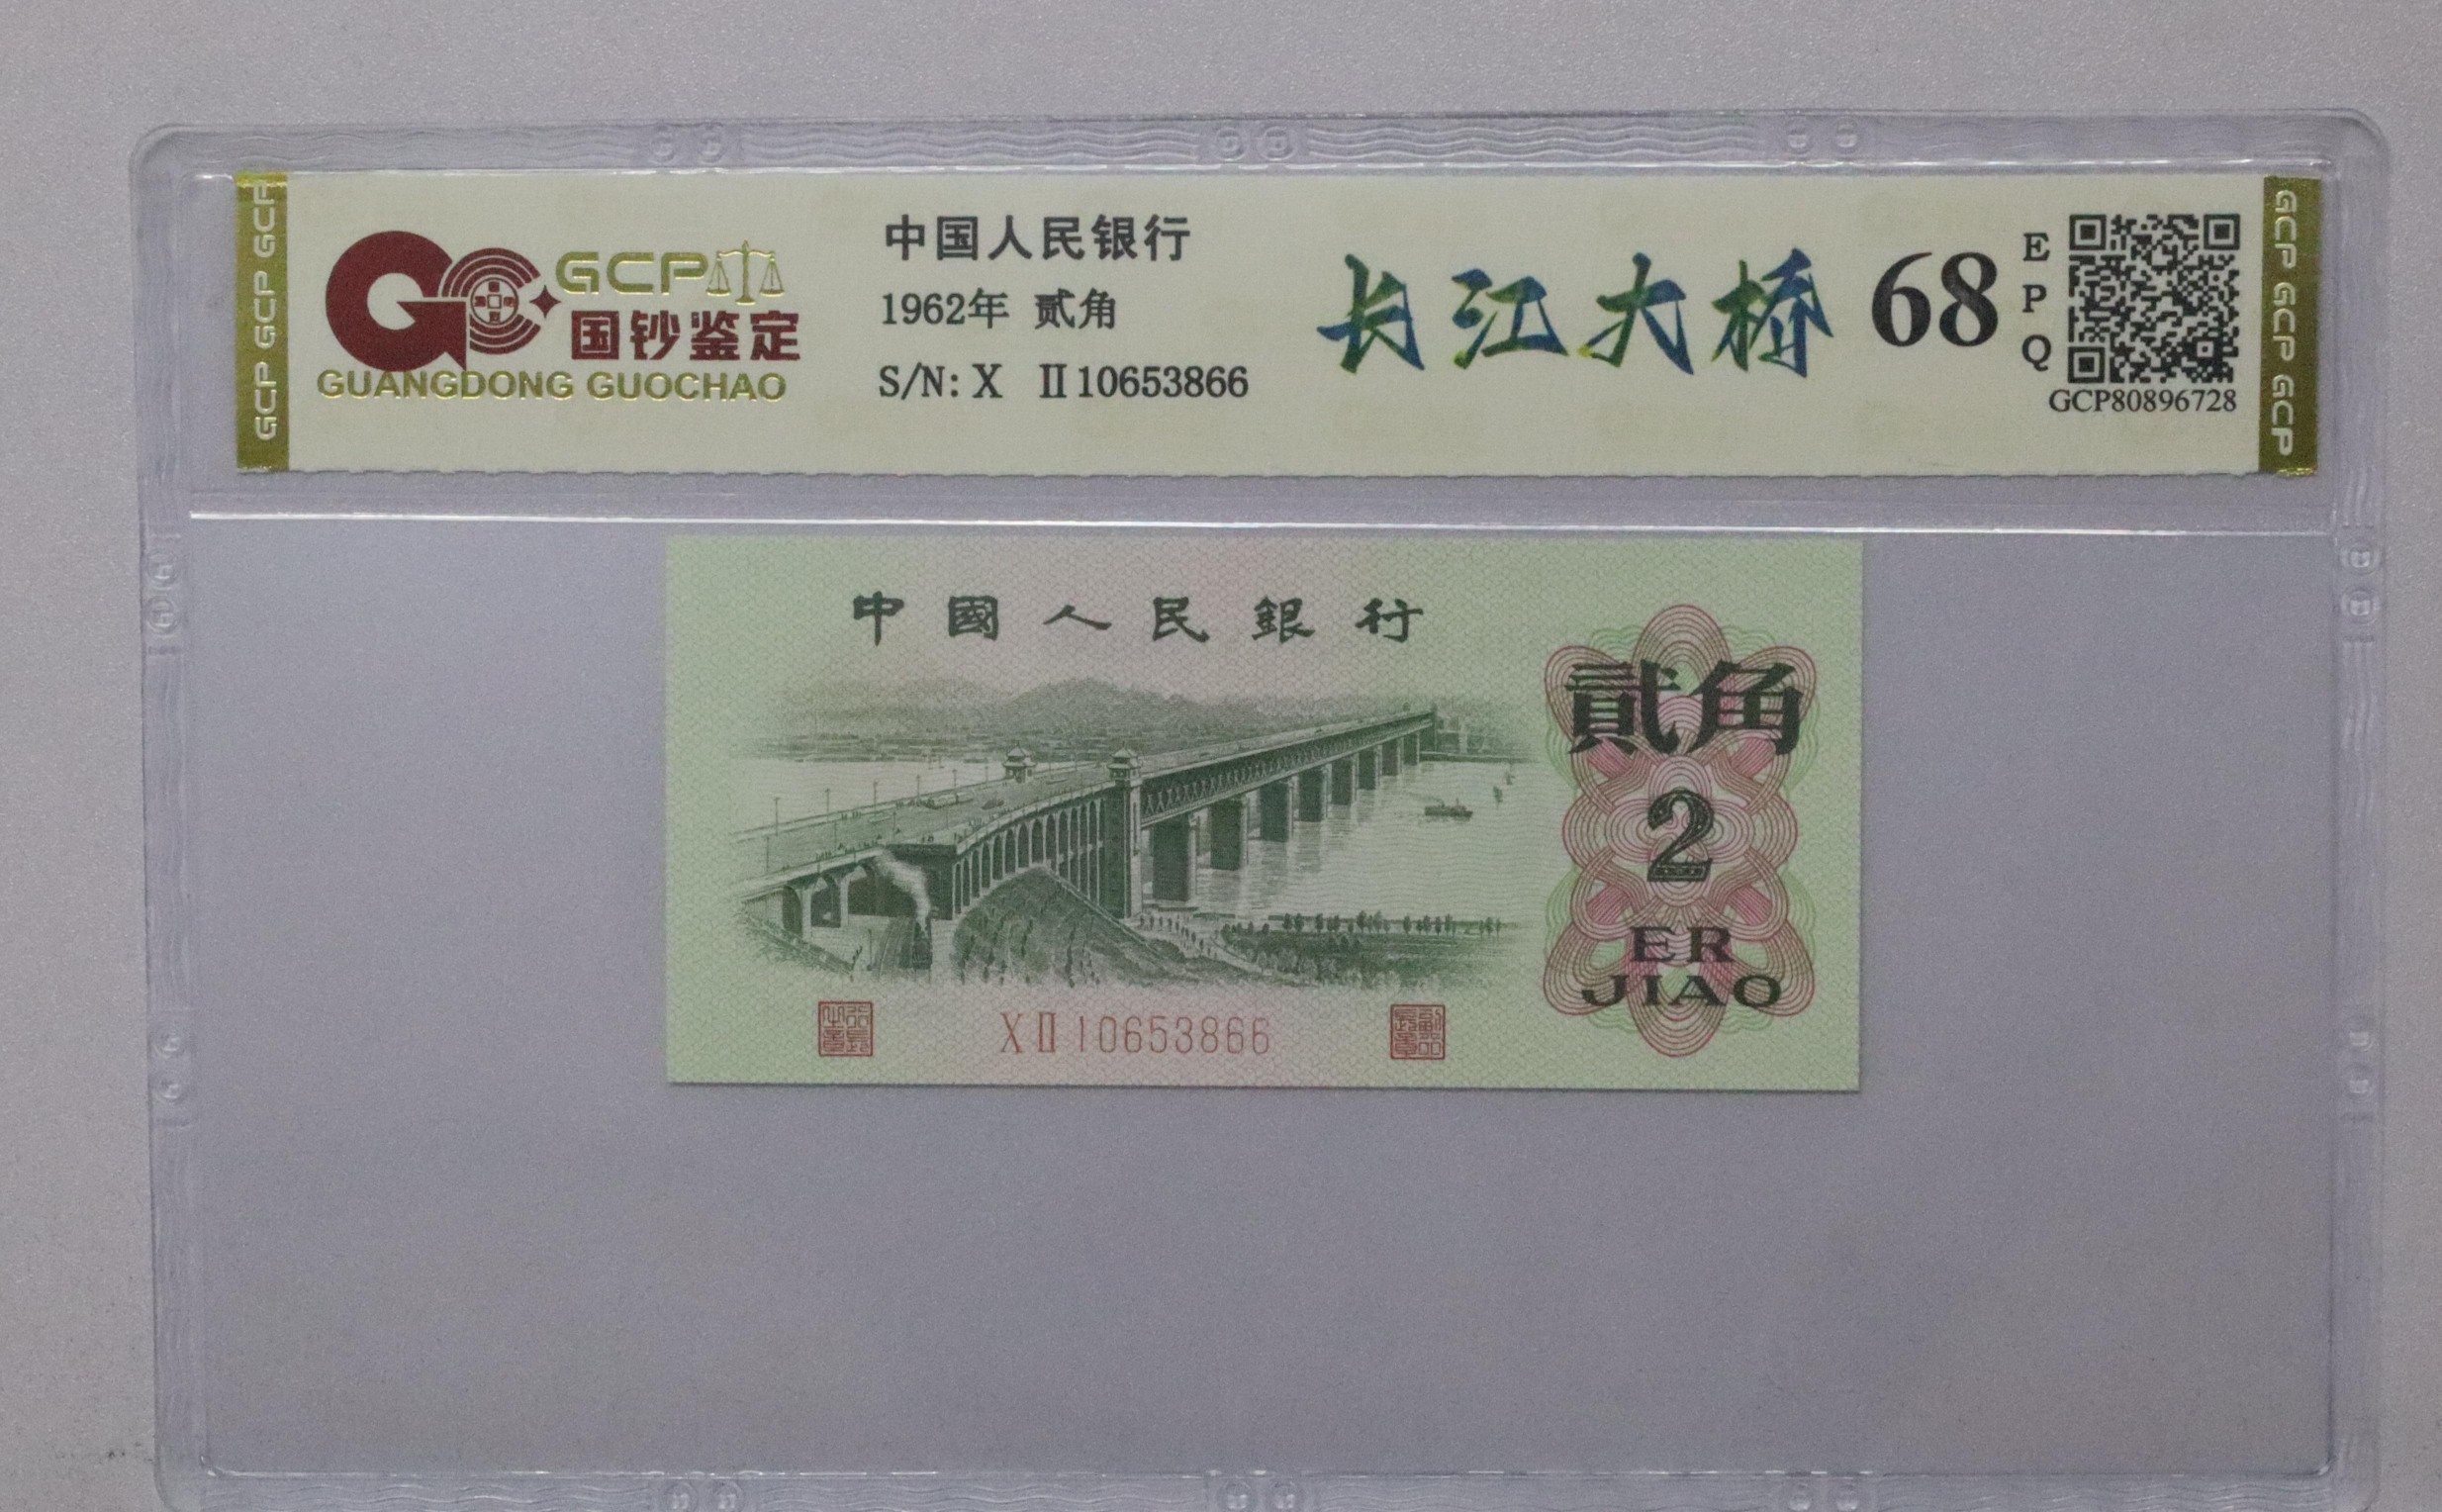 GCP
国钞鉴定
GUANGDONG GUOCHAO
中国人民银行
1962年 贰角
S/N: X Ⅱ10653866
长江大桥
68
EPQ
GCP80896728
GCP GCP GCP
GCP GCP GCP
中國人民銀行
貳角
2
ER
JIAO
XⅡ10653866